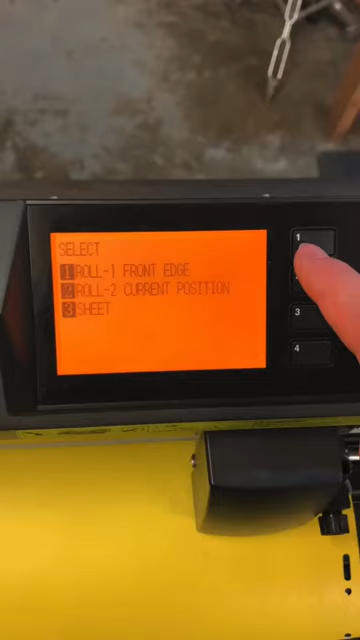 SELECT
1 ROLL-1 FRONT EDGE
2 ROLL-2 CURRENT POSITION
3 SHEET
1
3
4